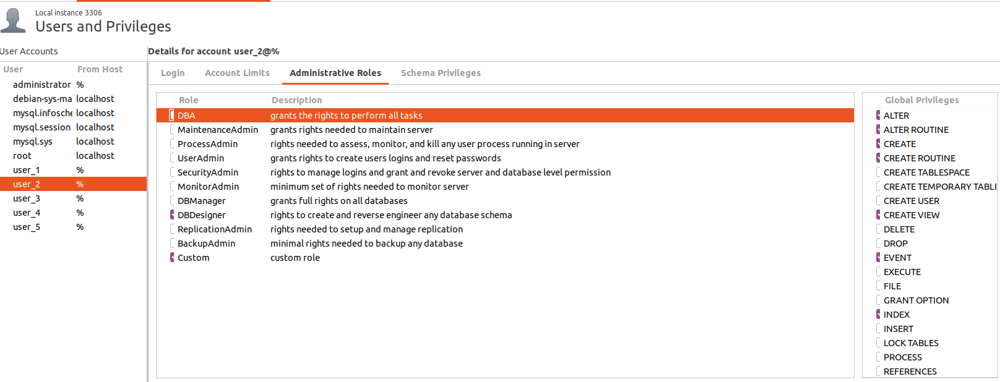 Local instance 3306
Users and Privileges
User Accounts
Details for account user_2@%
User From Host
administrator %
debian-sys-ma localhost
mysql.infosche localhost
mysql.session localhost
mysql.sys localhost
root localhost
user_1 %
user_2 %
user_3 %
user_4 %
user_5 %
Login Account Limits Administrative Roles Schema Privileges
Role Description
DBA grants the rights to perform all tasks
MaintenanceAdmin grants rights needed to maintain server
ProcessAdmin rights needed to assess, monitor, and kill any user process running in server
UserAdmin grants rights to create users logins and reset passwords
SecurityAdmin rights to manage logins and grant and revoke server and database level permission
MonitorAdmin minimum set of rights needed to monitor server
DBManager grants full rights on all databases
DBDesigner rights to create and reverse engineer any database schema
ReplicationAdmin rights needed to setup and manage replication
BackupAdmin minimal rights needed to backup any database
Custom custom role
Global Privileges
ALTER
ALTER ROUTINE
CREATE
CREATE ROUTINE
CREATE TABLESPACE
CREATE TEMPORARY TABL
CREATE USER
CREATE VIEW
DELETE
DROP
EVENT
EXECUTE
FILE
GRANT OPTION
INDEX
INSERT
LOCK TABLES
PROCESS
REFERENCES